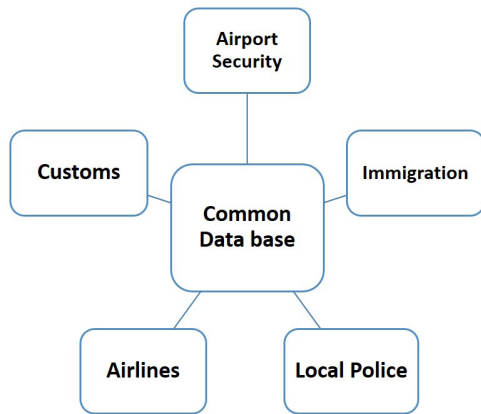 Airport
Security
Customs
Immigration
Common
Data base
Airlines
Local Police